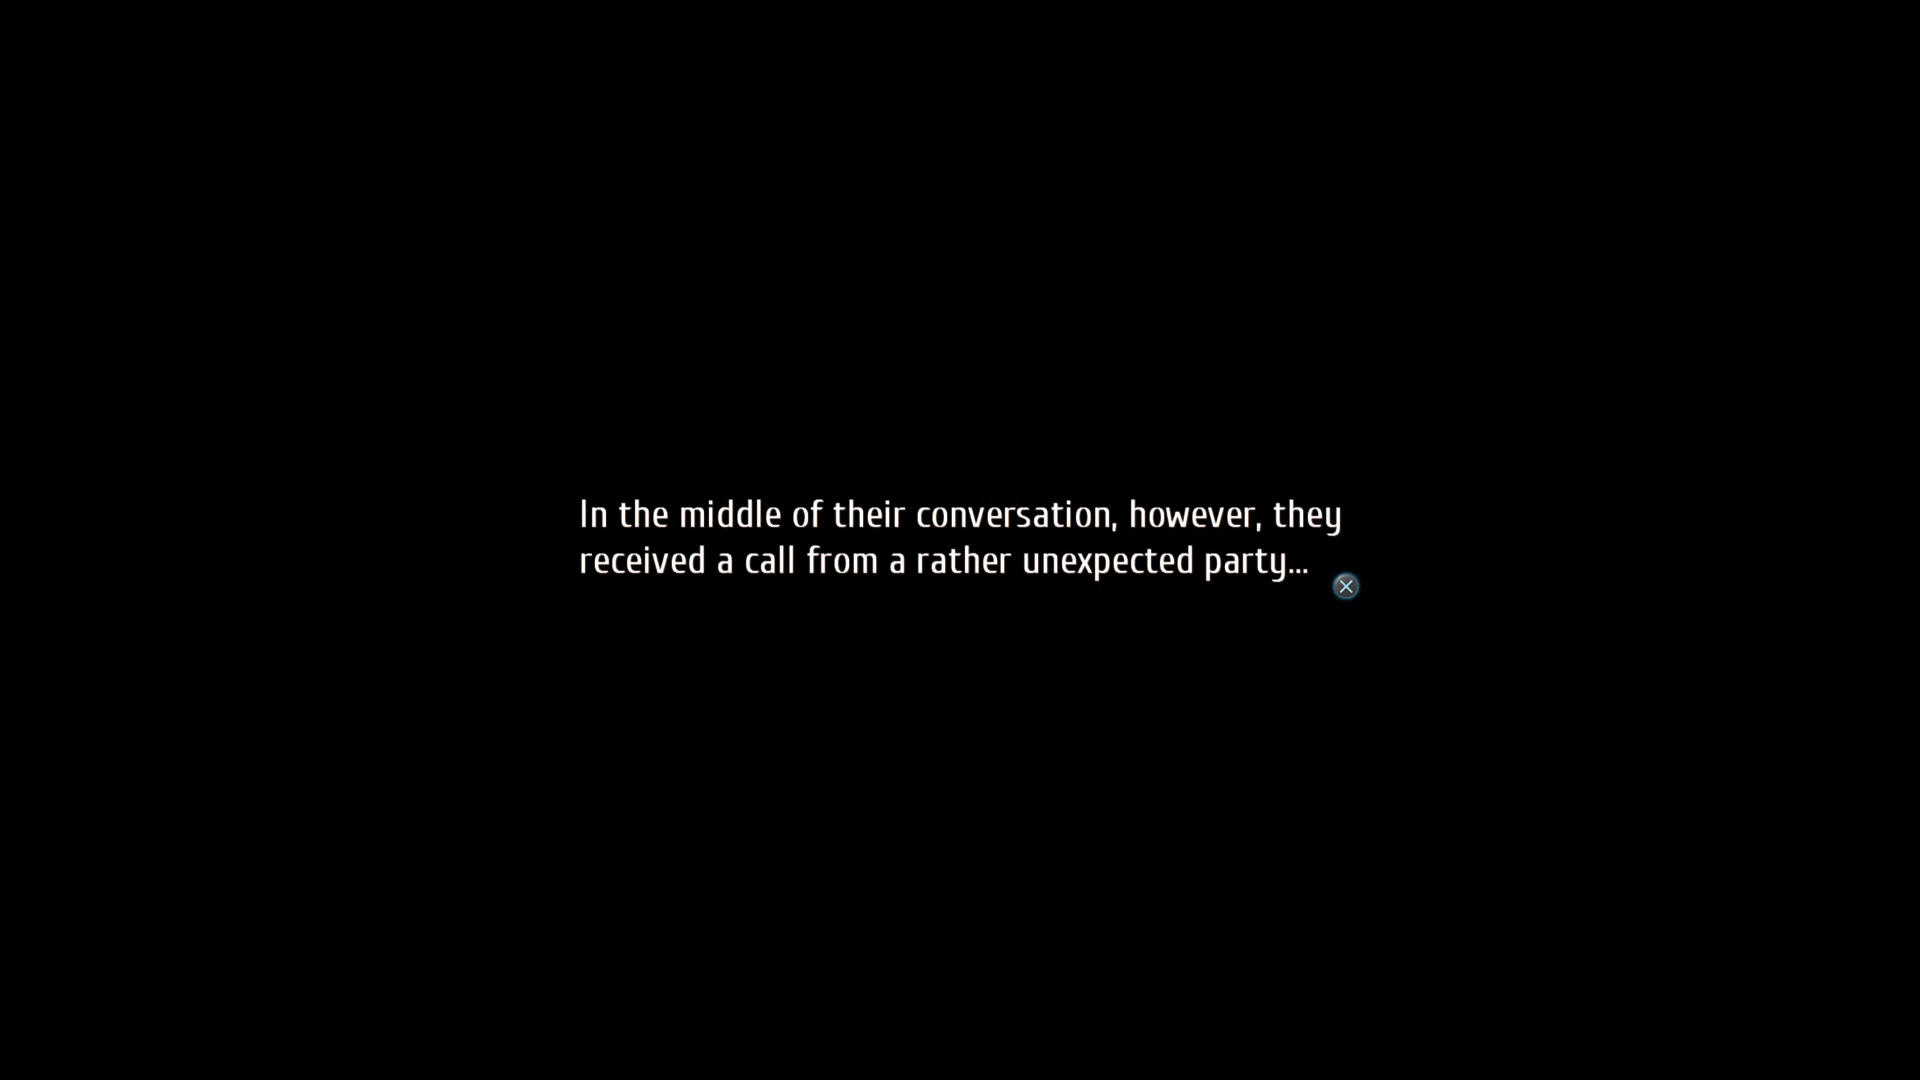 In the middle of their conversation, however, they
received a call from a rather unexpected party...